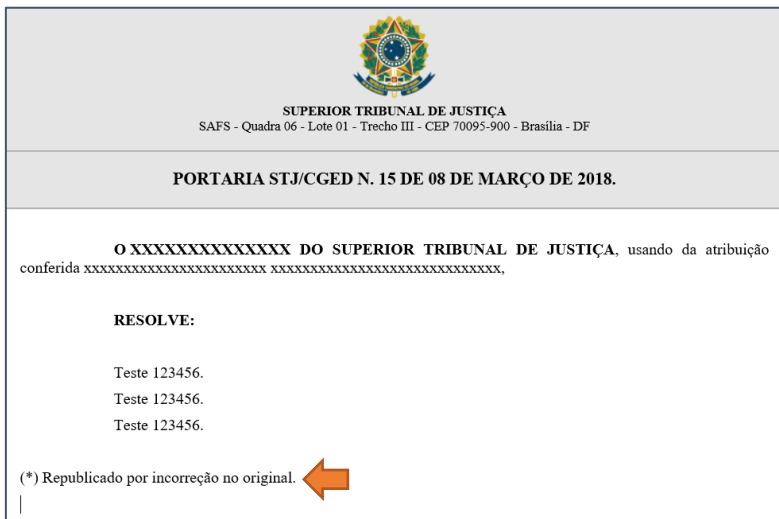 SUPERIOR TRIBUNAL DE JUSTIÇA
SAFS - Quadra 06 - Lote 01 - Trecho III - CEP 70095-900 - Brasília - DF
PORTARIA STJ/CGED N. 15 DE 08 DE MARÇO DE 2018.
O XXXXXXXXXXXXXX DO SUPERIOR TRIBUNAL DE JUSTIÇA, usando da atribuição
conferida xxxxxxxxxxxxxxxxxxxxxxx xxxxxxxxxxxxxxxxxxxxxxxxxxxxx,
RESOLVE:
Teste 123456.
Teste 123456.
Teste 123456.
(*) Republicado por incorreção no original.